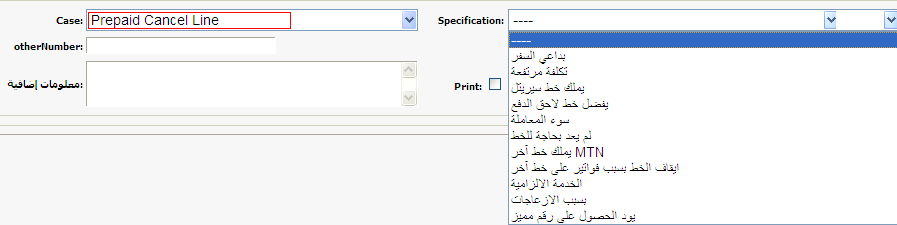 Case: Prepaid Cancel Line
Specification: ----
otherNumber:
معلومات إضافية:
Print:
----
بداعي السفر
تكلفة مرتفعة
يملك خط سيريتل
يفضل خط لاحق الدفع
سوء المعاملة
لم يعد بحاجة للخط
يملك خط آخر MTN
ايقاف الخط بسبب فواتير على خط آخر
الخدمة الالزامية
بسبب الازعاجات
يود الحصول على رقم مميز